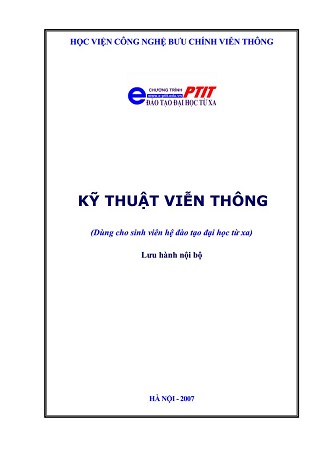 HỌC VIỆN CÔNG NGHỆ BƯU CHÍNH VIỄN THÔNG
CHƯƠNG TRÌNH
e PTIT
ĐÀO TẠO ĐẠI HỌC TỪ XA
KỸ THUẬT VIỄN THÔNG
(Dùng cho sinh viên hệ đào tạo đại học từ xa)
Lưu hành nội bộ
HÀ NỘI - 2007